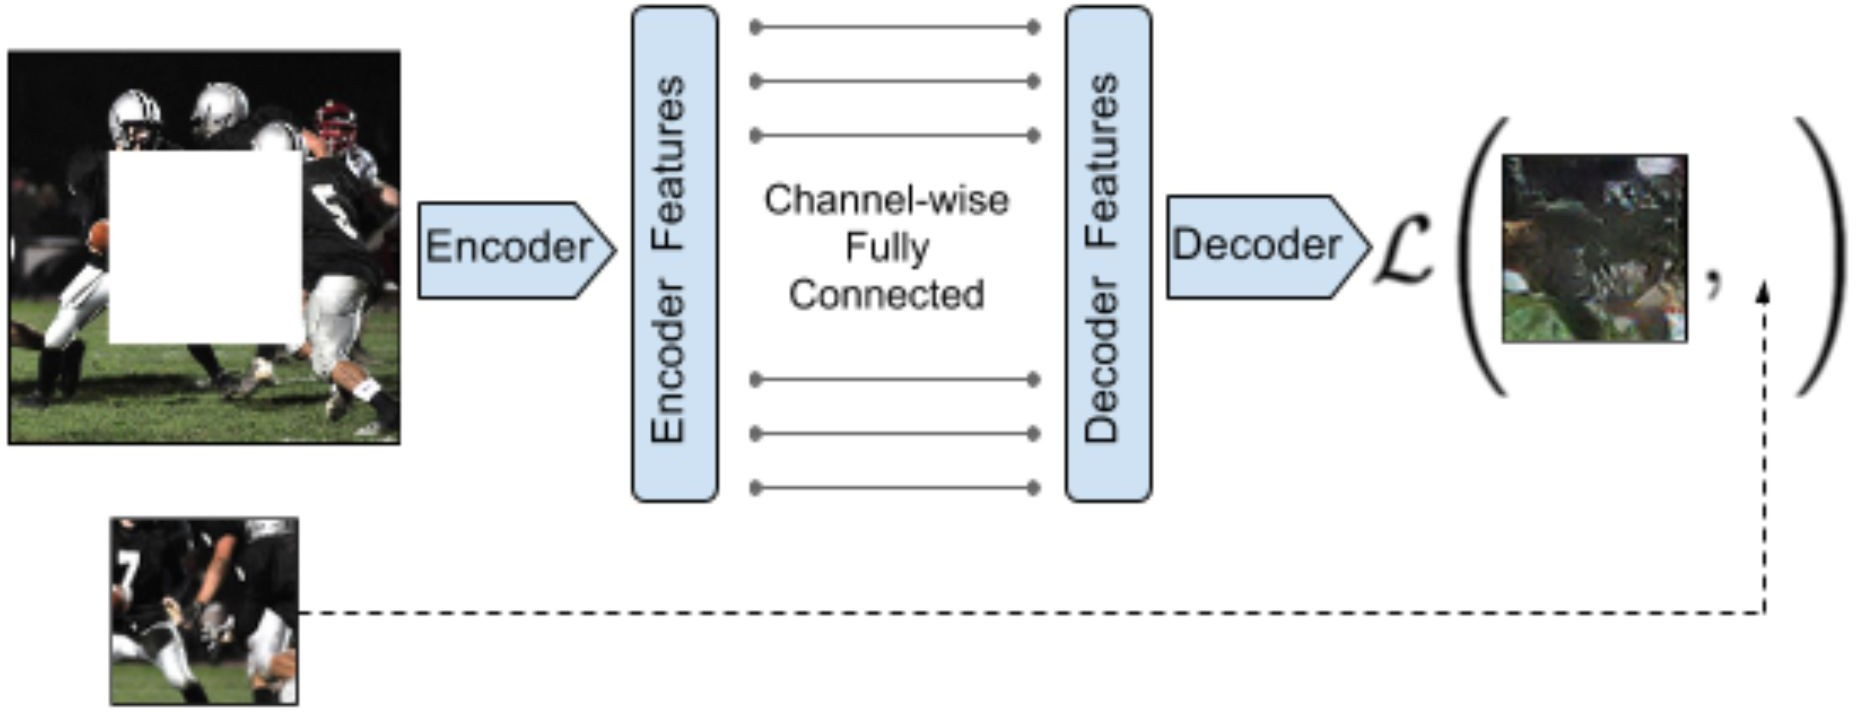 Encoder
Encoder Features
Channel-wise
Fully
Connected
Decoder Features
Decoder
ℒ ( , )
5
7